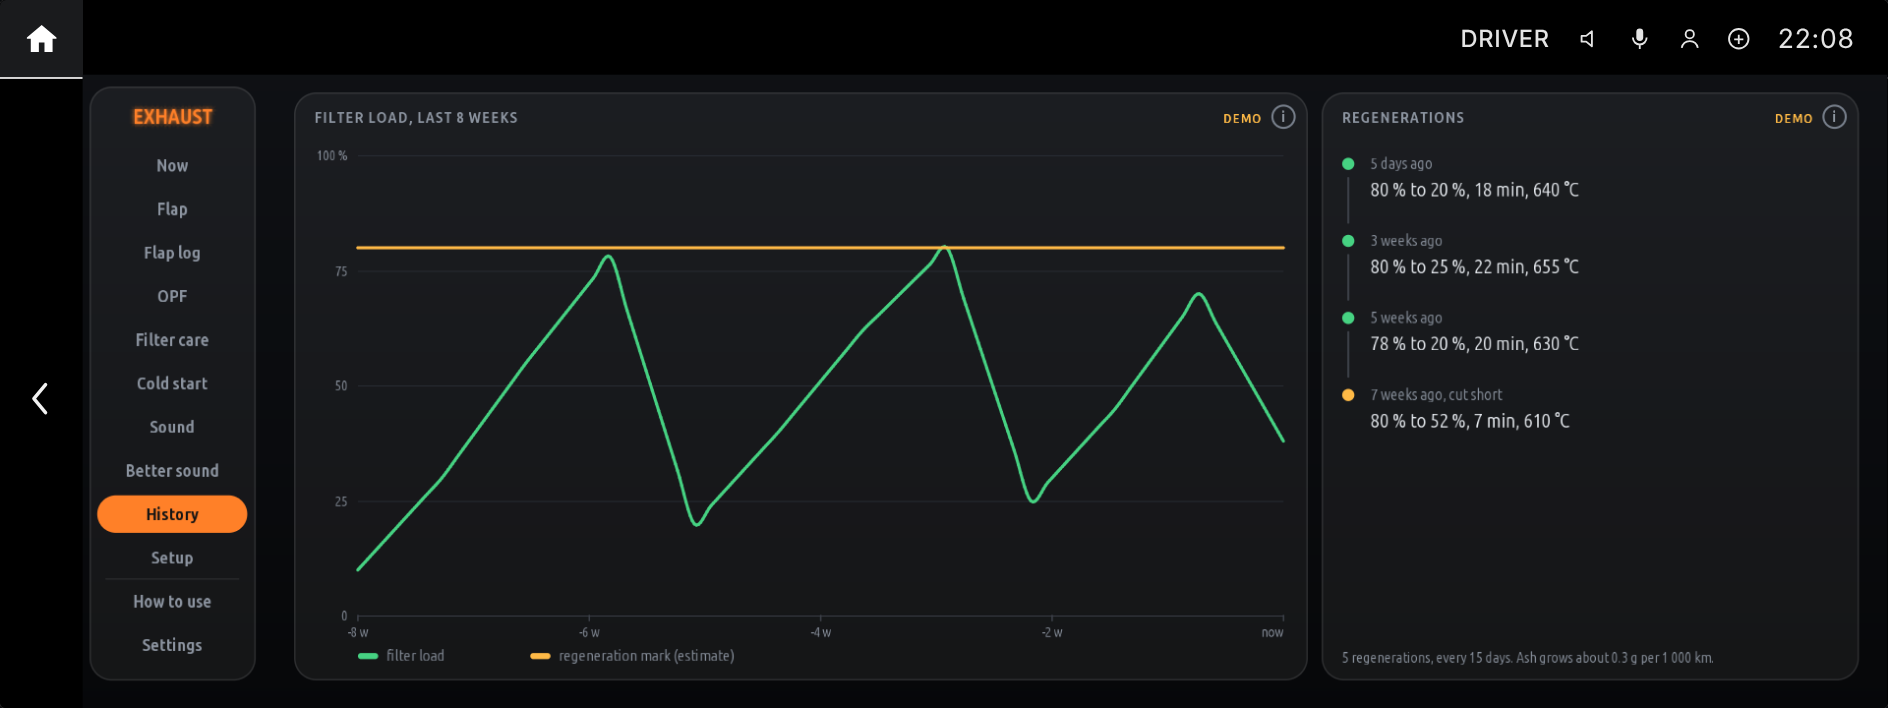 DRIVER 22:08
EXHAUST
Now
Flap
Flap log
OPF
Filter care
Cold start
Sound
Better sound
History
Setup
How to use
Settings
FILTER LOAD, LAST 8 WEEKS
DEMO
100 %
75
50
25
0
-8 w
-6 w
-4 w
-2 w
now
filter load
regeneration mark (estimate)
REGENERATIONS
DEMO
5 days ago
80 % to 20 %, 18 min, 640 °C
3 weeks ago
80 % to 25 %, 22 min, 655 °C
5 weeks ago
78 % to 20 %, 20 min, 630 °C
7 weeks ago, cut short
80 % to 52 %, 7 min, 610 °C
5 regenerations, every 15 days. Ash grows about 0.3 g per 1 000 km.